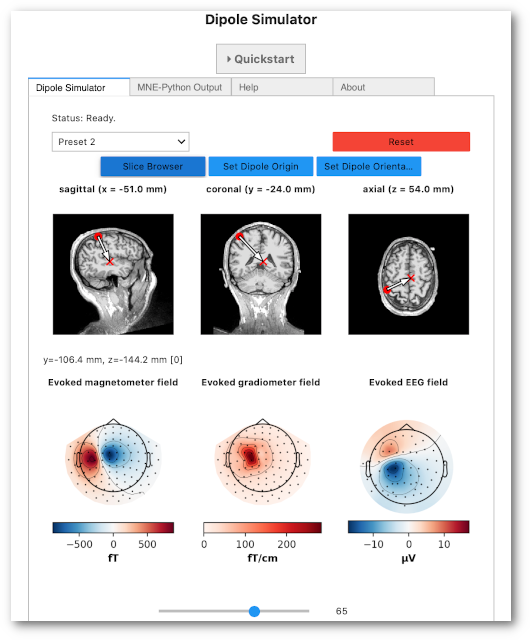 Dipole Simulator
Quickstart
Dipole Simulator MNE-Python Output Help About
Status: Ready.
Preset 2 Reset
Slice Browser Set Dipole Origin Set Dipole Orienta...
sagittal (x = -51.0 mm) coronal (y = -24.0 mm) axial (z = 54.0 mm)
y=-106.4 mm, z=-144.2 mm [0]
Evoked magnetometer field Evoked gradiometer field Evoked EEG field
−500 0 500 0 100 200 −10 0 10
fT fT/cm µV
65